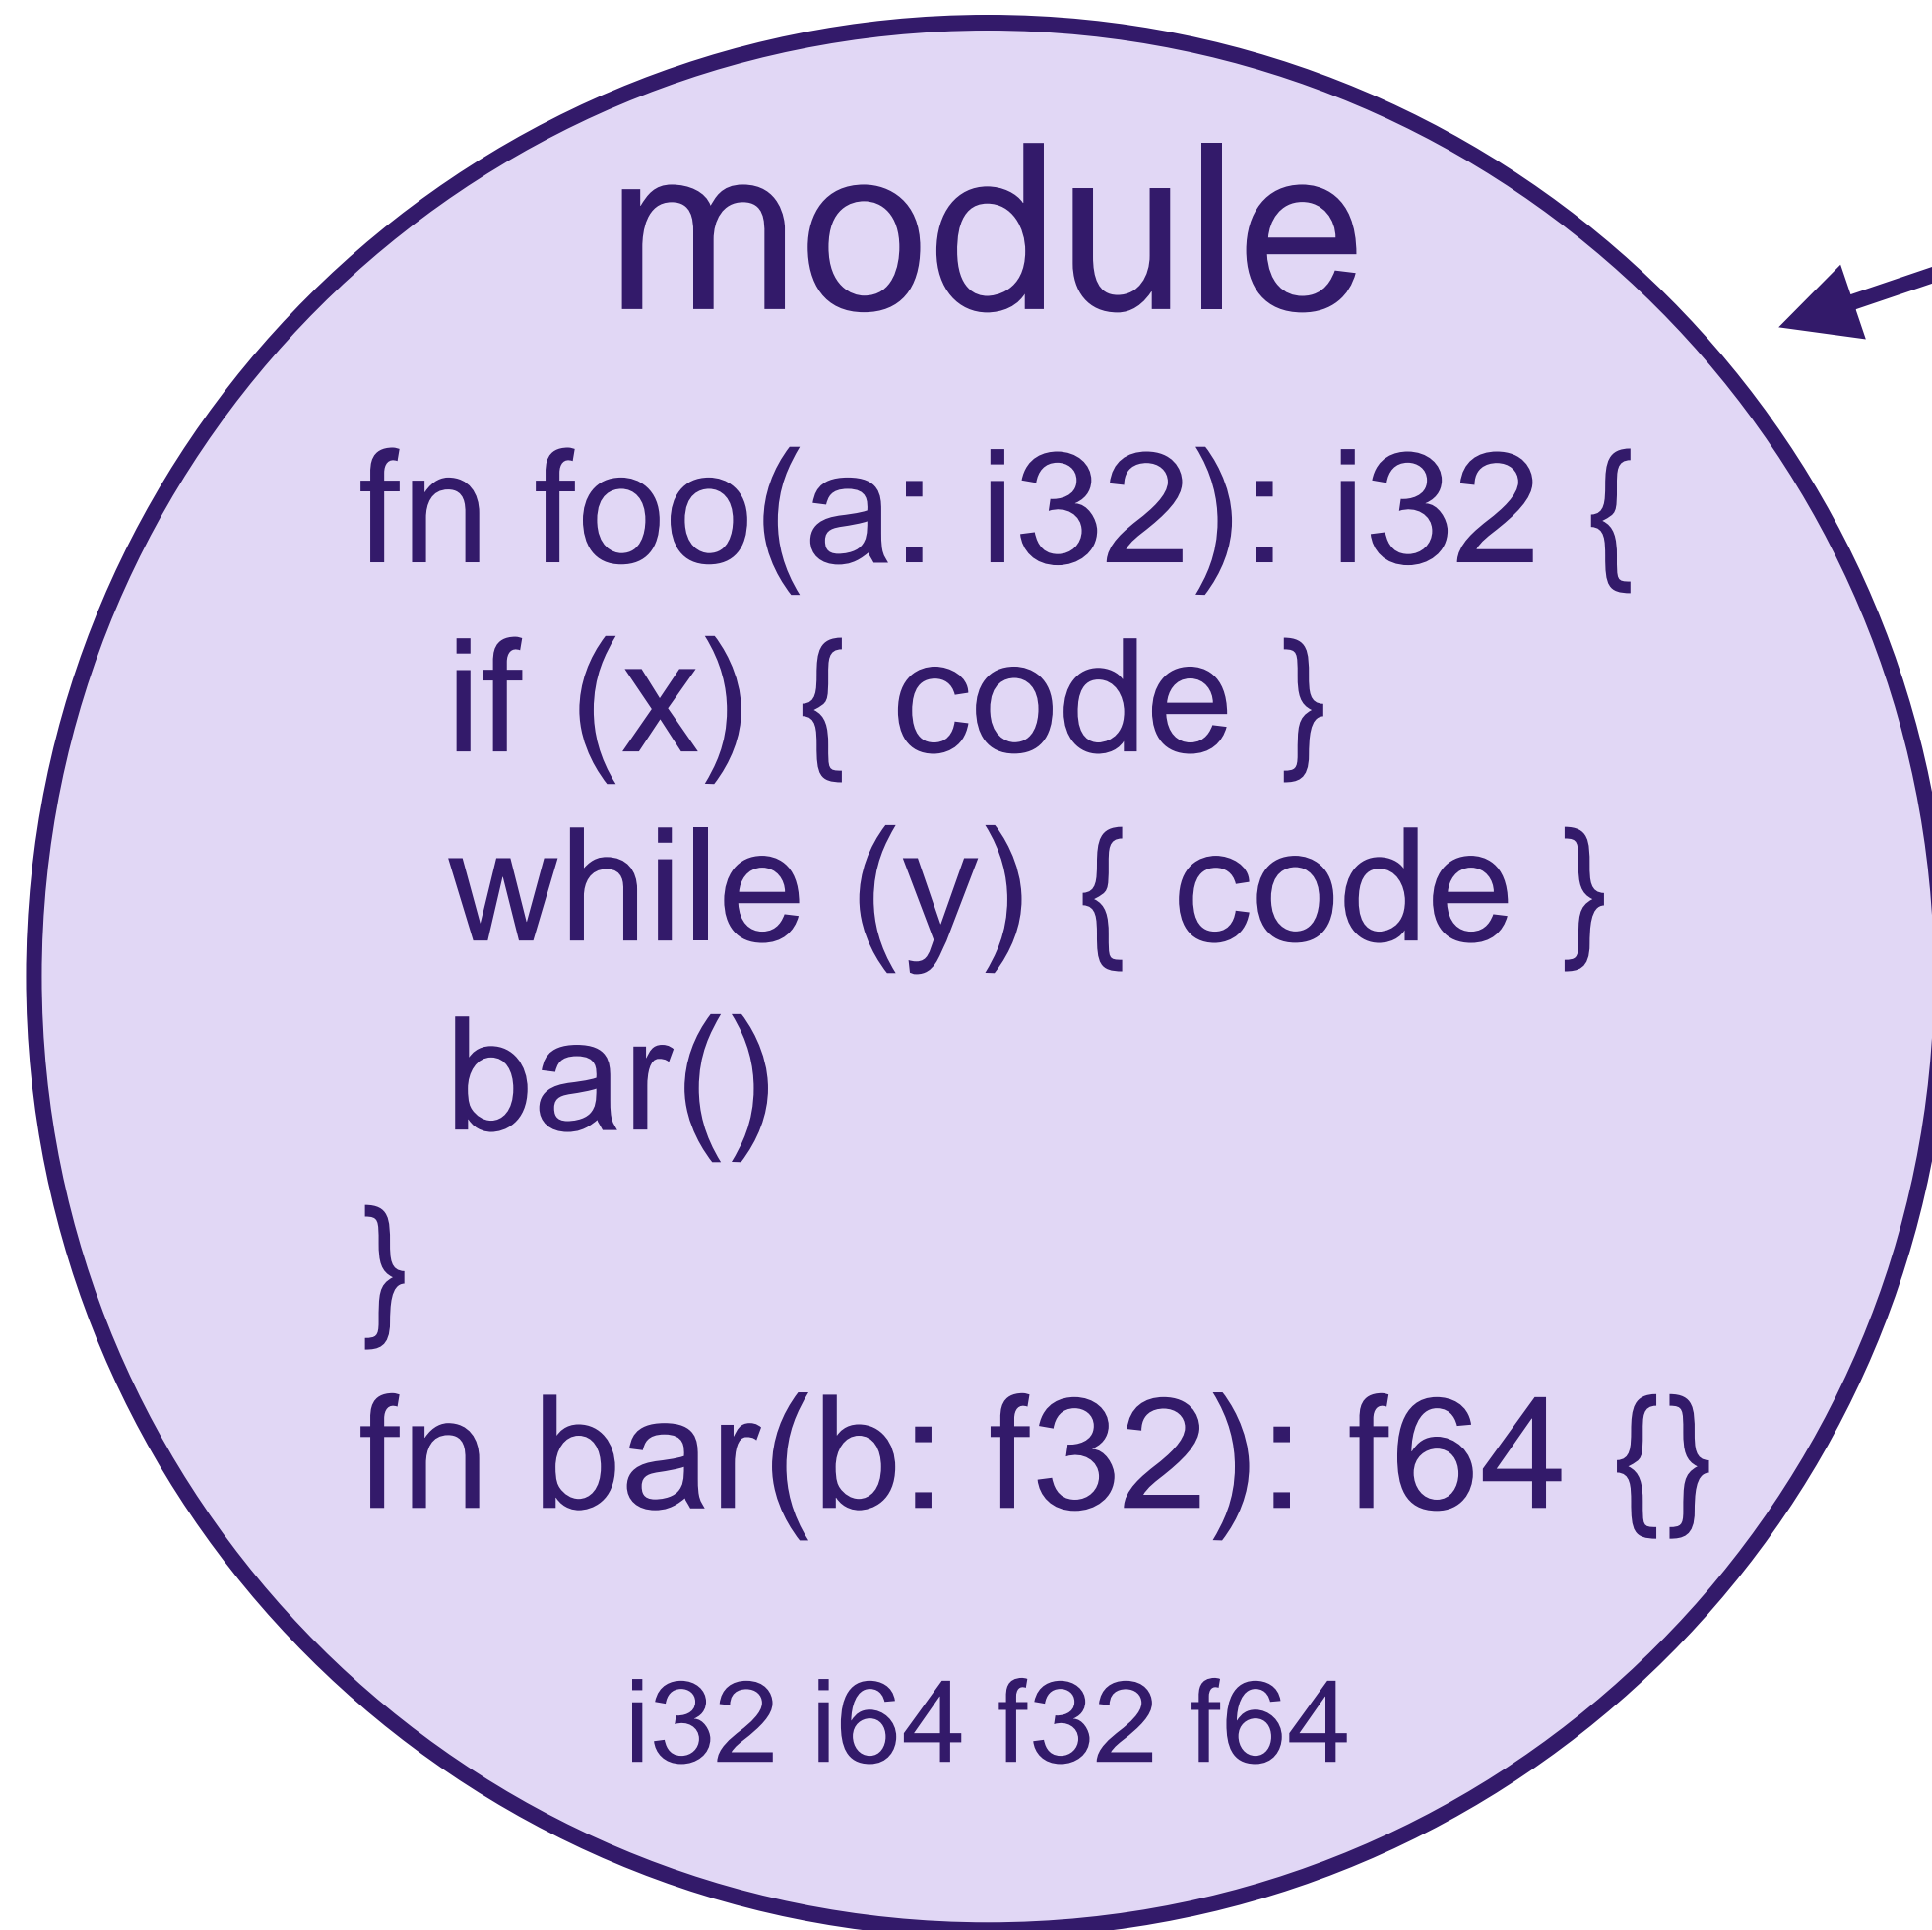 module
fn foo(a: i32): i32 {
if (x) { code }
while (y) { code }
bar()
}
fn bar(b: f32): f64 {}
i32 i64 f32 f64